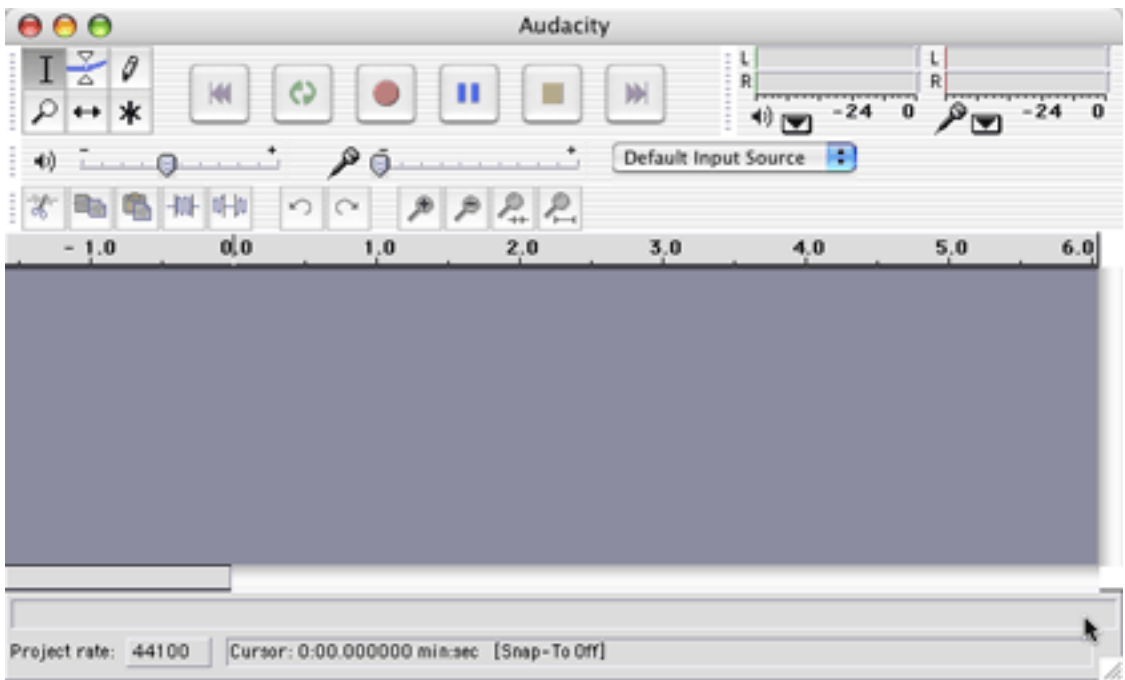 Audacity
L
R
-24 0
L
R
-24 0
- + - + Default Input Source
- 1.0 0.0 1.0 2.0 3.0 4.0 5.0 6.0
Project rate: 44100 Cursor: 0:00.000000 min:sec [Snap-To Off]